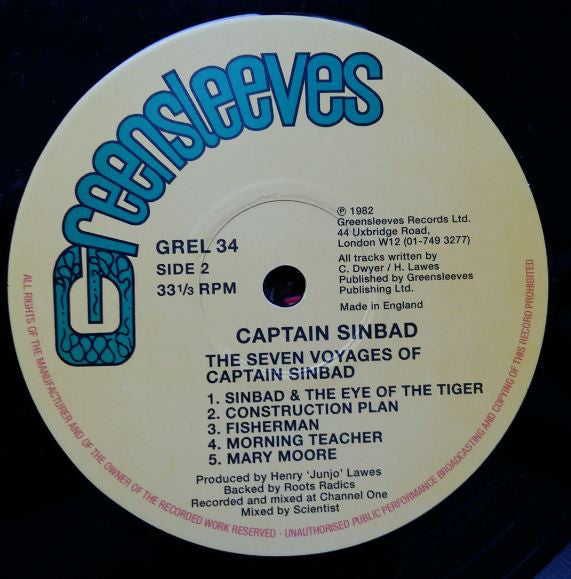 Greensleeves
GREL 34
SIDE 2
33 1/3 RPM
℗ 1982
Greensleeves Records Ltd.
44 Uxbridge Road,
London W12 (01-749 3277)
All tracks written by
C. Dwyer / H. Lawes
Published by Greensleeves
Publishing Ltd.
Made in England
CAPTAIN SINBAD
THE SEVEN VOYAGES OF
CAPTAIN SINBAD
1. SINBAD & THE EYE OF THE TIGER
2. CONSTRUCTION PLAN
3. FISHERMAN
4. MORNING TEACHER
5. MARY MOORE
Produced by Henry 'Junjo' Lawes
Backed by Roots Radics
Recorded and mixed at Channel One
Mixed by Scientist
ALL RIGHTS OF THE MANUFACTURER AND OF THE OWNER OF THE RECORDED WORK RESERVED · UNAUTHORISED PUBLIC PERFORMANCE BROADCASTING AND COPYING OF THIS RECORD PROHIBITED